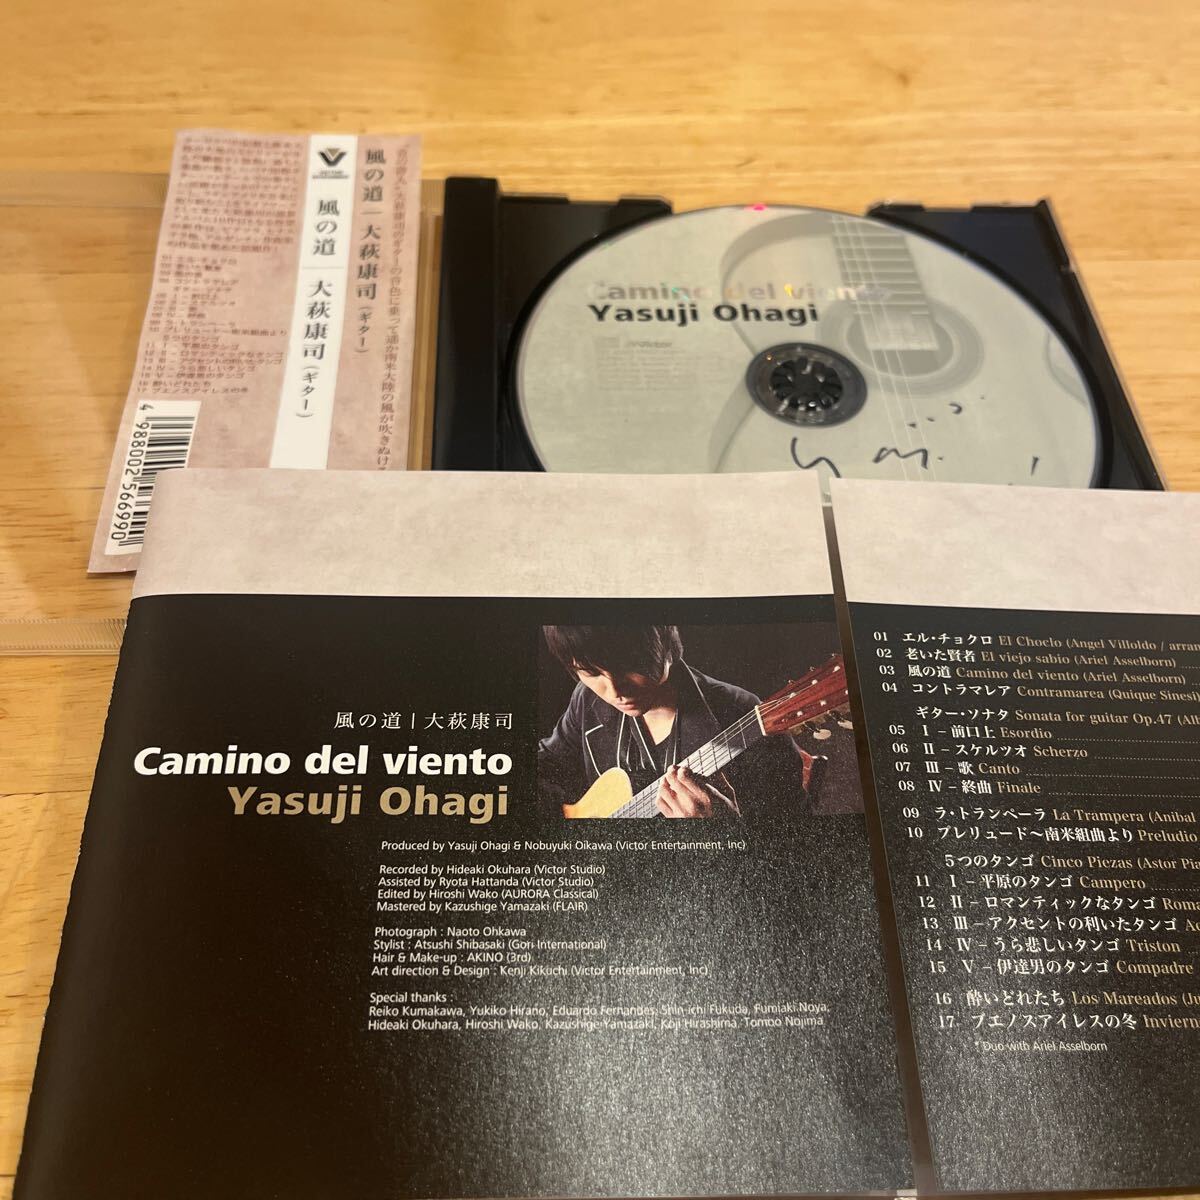 風の道 | 大萩康司 (ギター)
風の道 | 大萩康司 (ギター)
4 988002 566990
Camino del viento
Yasuji Ohagi
風の道 | 大萩康司
Camino del viento
Yasuji Ohagi
Produced by Yasuji Ohagi & Nobuyuki Oikawa (Victor Entertainment, Inc)
Recorded by Hideaki Okuhara (Victor Studio)
Assisted by Ryota Hattanda (Victor Studio)
Edited by Hiroshi Wako (AURORA Classical)
Mastered by Kazushige Yamazaki (FLAIR)
Photograph : Naoto Ohkawa
Stylist : Atsushi Shibasaki (Gori International)
Hair & Make-up : AKINO (3rd)
Art direction & Design : Kenji Kikuchi (Victor Entertainment, Inc)
Special thanks :
Reiko Kumakawa, Yukiko Hirano, Eduardo Fernandes, Shin-ichi Fukuda, Fumiaki Noya,
Hideaki Okuhara, Hiroshi Wako, Kazushige Yamazaki, Koji Hirashima, Tomoo Nojima
01 エル・チョクロ El Choclo (Angel Villoldo / arran
02 老いた賢者 El viejo sabio (Ariel Asselborn)
03 風の道 Camino del viento (Ariel Asselborn)
04 コントラマレア Contramarea (Quique Sinesi
ギター・ソナタ Sonata for guitar Op.47 (Alb
05 Ⅰ – 前口上 Esordio
06 Ⅱ – スケルツオ Scherzo
07 Ⅲ – 歌 Canto
08 Ⅳ – 終曲 Finale
09 ラ・トランペーラ La Trampera (Anibal
10 プレリュード〜南米組曲より Preludio
5つのタンゴ Cinco Piezas (Astor Pia
11 Ⅰ – 平原のタンゴ Campero
12 Ⅱ – ロマンティックなタンゴ Roma
13 Ⅲ – アクセントの利いたタンゴ Ac
14 Ⅳ – うら悲しいタンゴ Triston
15 Ⅴ – 伊達男のタンゴ Compadre
16 酔いどれたち Los Mareados (Ju
17 ブエノスアイレスの冬 Inviern
* Duo with Ariel Asselborn